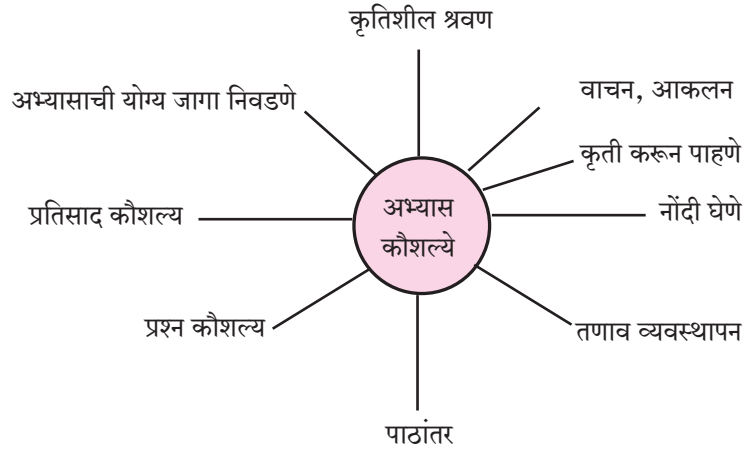 कृतिशील श्रवण
वाचन, आकलन
अभ्यासाची योग्य जागा निवडणे
कृती करून पाहणे
अभ्यास
कौशल्ये
प्रतिसाद कौशल्य
नोंदी घेणे
प्रश्न कौशल्य
तणाव व्यवस्थापन
पाठांतर